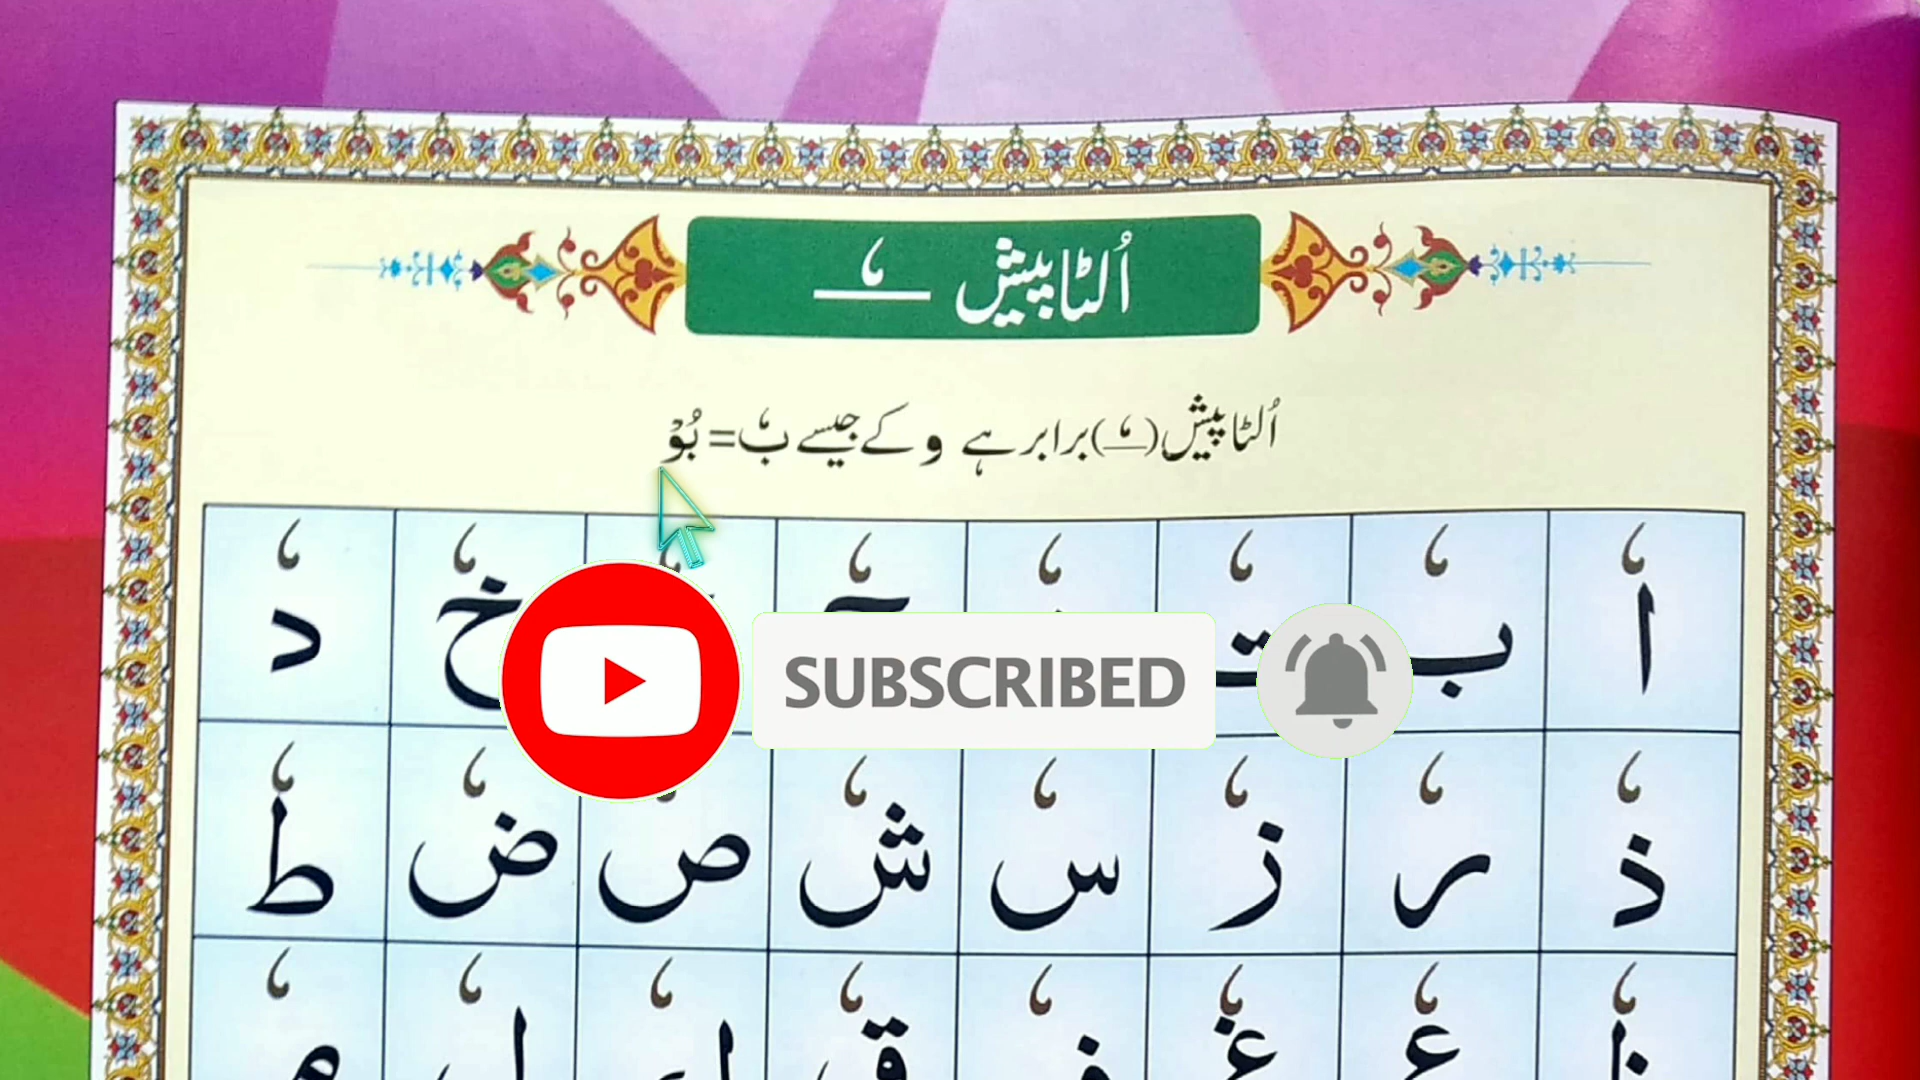 اُلٹا پیش ـٗ
اُلٹا پیش (ـٗ) برابر ہے و کے جیسے بٗ = بُوْ
اٗ بٗ تٗ خٗ دٗ
SUBSCRIBED
ذٗ رٗ زٗ سٗ شٗ صٗ ضٗ طٗ
ظٗ عٗ غٗ فٗ قٗ كٗ لٗ مٗ